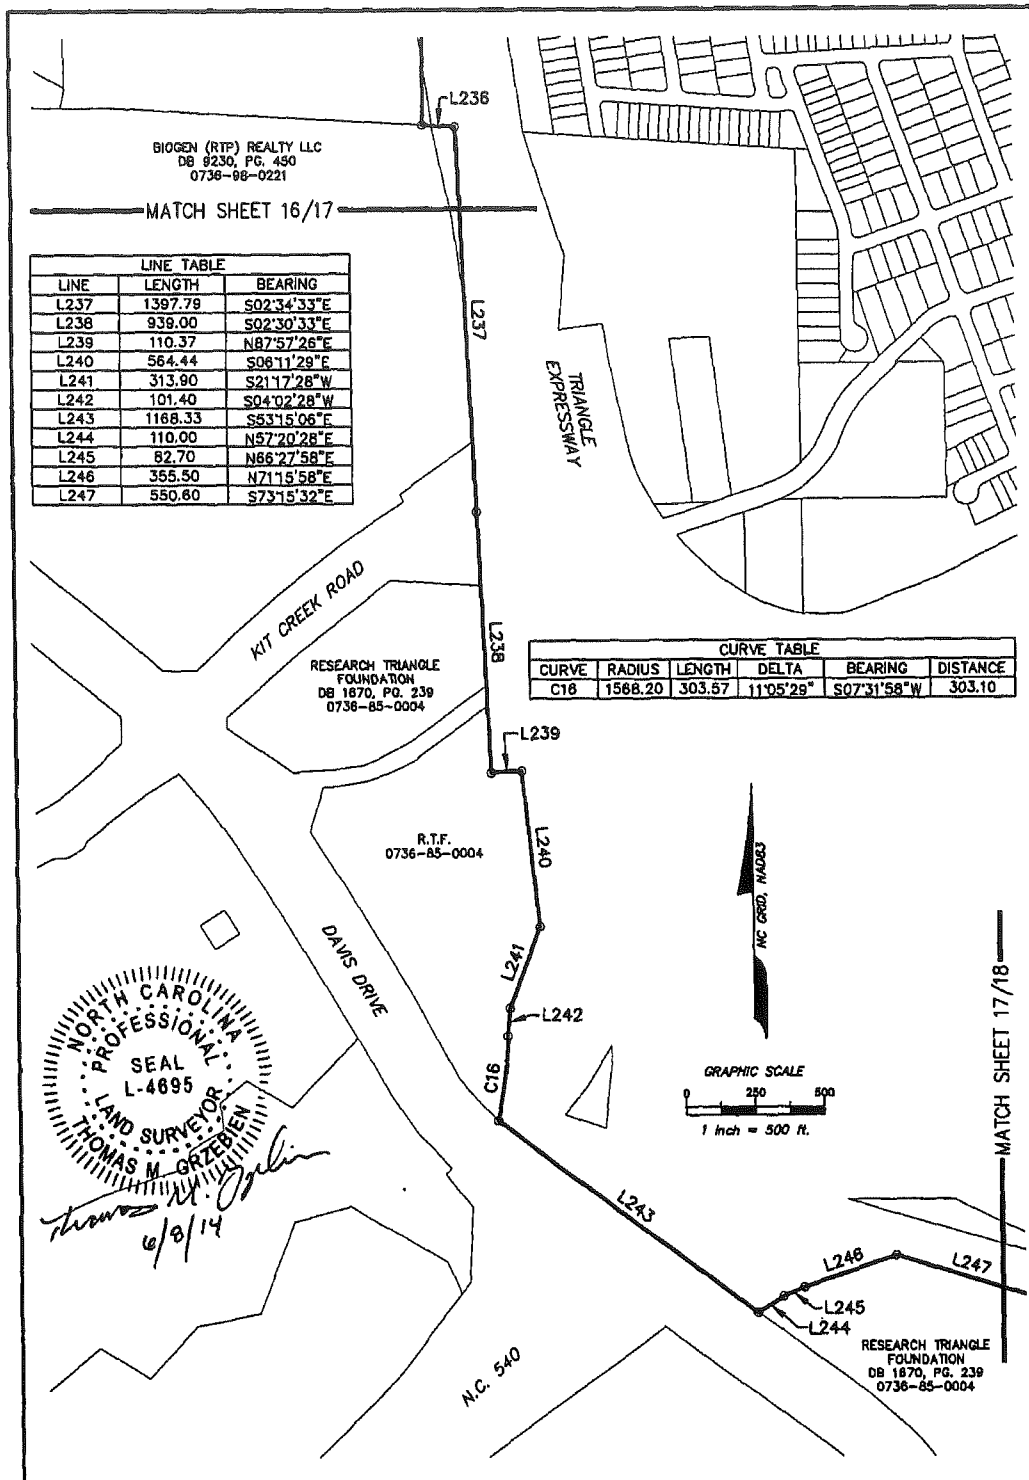 L236
BIOGEN (RTP) REALTY LLC
DB 9230, PG. 450
0736-98-0221
MATCH SHEET 16/17
LINE TABLE
LINE LENGTH BEARING
L237 1397.79 S02°34'33"E
L238 939.00 S02°30'33"E
L239 110.37 N87°57'26"E
L240 564.44 S06°11'29"E
L241 313.90 S21°17'28"W
L242 101.40 S04°02'28"W
L243 1168.33 S53°15'06"E
L244 110.00 N57°20'28"E
L245 82.70 N66°27'58"E
L246 355.50 N71°15'58"E
L247 550.60 S73°15'32"E
L237
TRIANGLE
EXPRESSWAY
KIT CREEK ROAD
L238
RESEARCH TRIANGLE
FOUNDATION
DB 1670, PG. 239
0736-85-0004
CURVE TABLE
CURVE RADIUS LENGTH DELTA BEARING DISTANCE
C16 1568.20 303.57 11°05'29" S07°31'58"W 303.10
L239
R.T.F.
0736-85-0004
L240
NC GRID, NAD83
DAVIS DRIVE
L241
L242
C16
MATCH SHEET 17/18
NORTH CAROLINA
PROFESSIONAL
SEAL
L-4695
LAND SURVEYOR
THOMAS M. GRZEBIEN
6/8/14
GRAPHIC SCALE
0 250 500
1 inch = 500 ft.
L243
L246
L247
L245
L244
RESEARCH TRIANGLE
FOUNDATION
DB 1670, PG. 239
0736-85-0004
N.C. 540